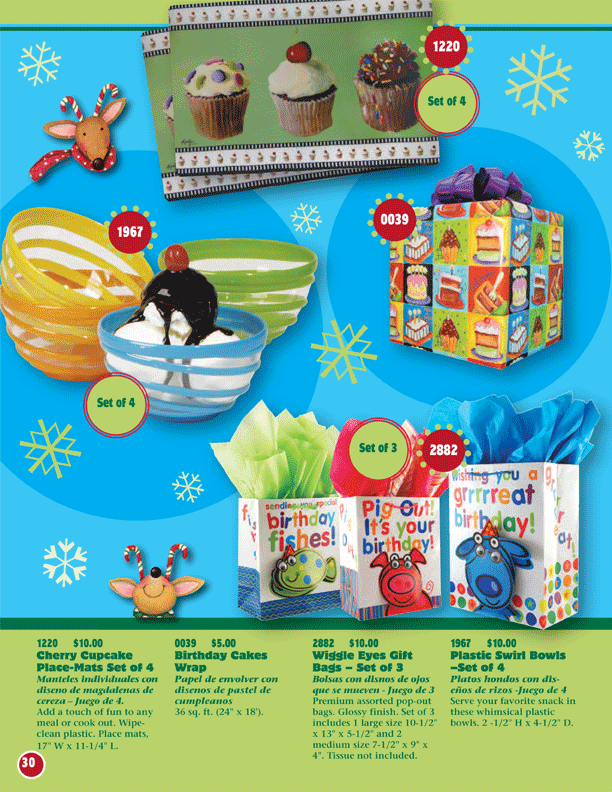 1220
Set of 4
0039
1967
Set of 4
Set of 3
2882
sending you special
birthday
fishes!
Pig Out!
It's your
birthday!
wishing you a
grrrreat
birthday!
1220 $10.00
Cherry Cupcake
Place-Mats Set of 4
Manteles individuales con
diseno de magdalenas de
cereza – Juego de 4.
Add a touch of fun to any
meal or cook out. Wipe-
clean plastic. Place mats,
17" W x 11-1/4" L.
0039 $5.00
Birthday Cakes
Wrap
Papel de envolver con
disenos de pastel de
cumpleanos
36 sq. ft. (24" x 18').
2882 $10.00
Wiggle Eyes Gift
Bags – Set of 3
Bolsas con disnos de ojos
que se mueven - Juego de 3
Premium assorted pop-out
bags. Glossy finish. Set of 3
includes 1 large size 10-1/2"
x 13" x 5-1/2" and 2
medium size 7-1/2" x 9" x
4". Tissue not included.
1967 $10.00
Plastic Swirl Bowls
–Set of 4
Platos hondos con dis-
eños de rizos -Juego de 4
Serve your favorite snack in
these whimsical plastic
bowls. 2 -1/2" H x 4-1/2" D.
30